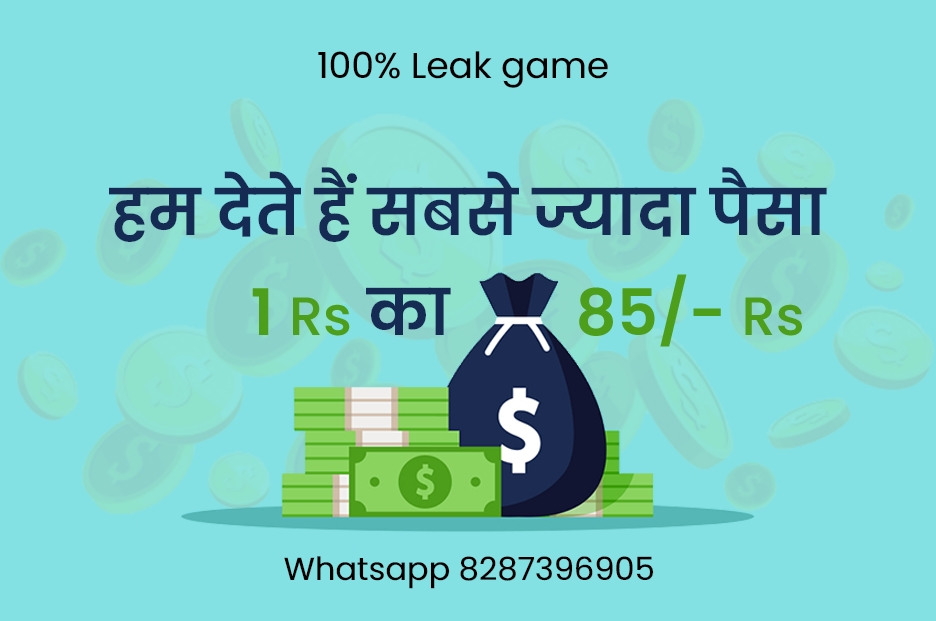 100% Leak game
हम देते हैं सबसे ज्यादा पैसा
1 Rs का 85/- Rs
$
$
Whatsapp 8287396905